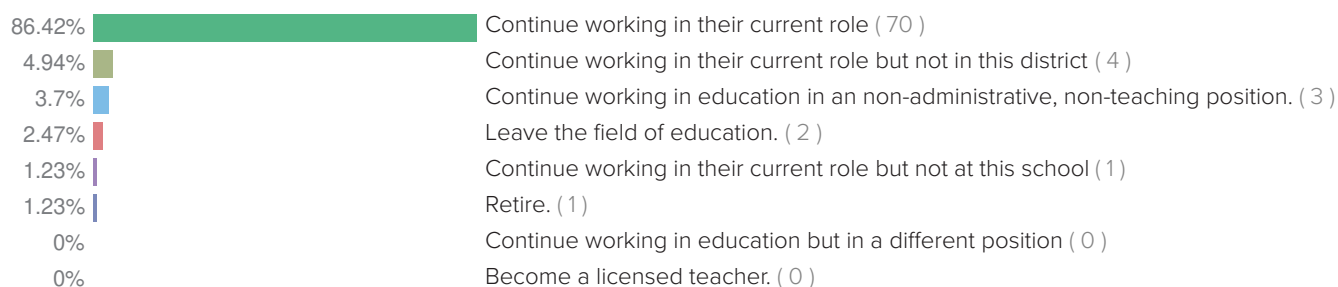 86.42% Continue working in their current role ( 70 )
4.94% Continue working in their current role but not in this district ( 4 )
3.7% Continue working in education in an non-administrative, non-teaching position. ( 3 )
2.47% Leave the field of education. ( 2 )
1.23% Continue working in their current role but not at this school ( 1 )
1.23% Retire. ( 1 )
0% Continue working in education but in a different position ( 0 )
0% Become a licensed teacher. ( 0 )